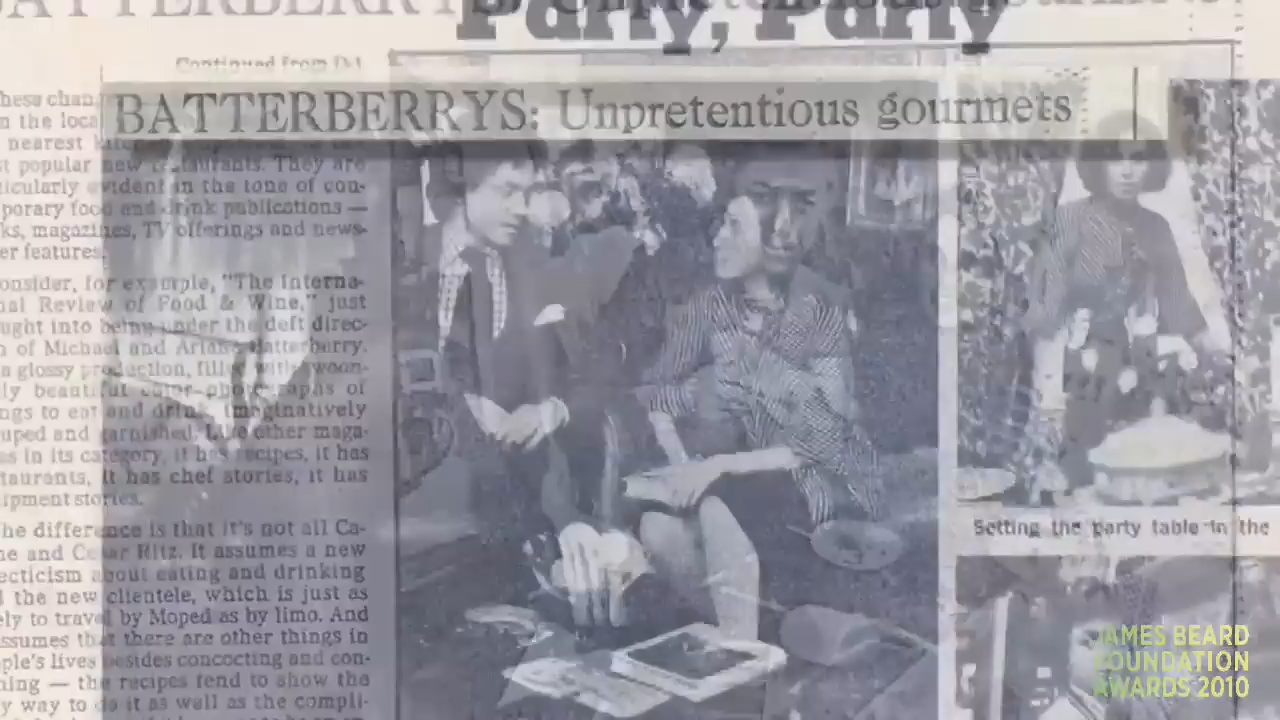 BATTERBERRYS: Unpretentious gourmets
Party, Party
Continued from D1
BATTERBERRYS: Unpretentious gourmets
hese chan
n the loca
nearest
t popular new restaurants. They are
icularly evident in the tone of con-
porary food and drink publications —
ks, magazines, TV offerings and news-
er features.
onsider, for example, "The Interna-
nal Review of Food & Wine," just
ught into being under the deft direc-
n of Michael and Ariane Batterberry.
a glossy production, filled with swoon-
ly beautiful color photographs of
ngs to eat and drink, imaginatively
uped and garnished. Like other maga-
es in its category, it has recipes, it has
taurants, it has chef stories, it has
ipment stories.
he difference is that it's not all Ca-
ne and Cesar Ritz. It assumes a new
ecticism about eating and drinking
the new clientele, which is just as
ely to travel by Moped as by limo. And
assumes that there are other things in
ple's lives besides concocting and con-
ning — the recipes tend to show the
y way to do it as well as the compli-
Setting the party table in the
JAMES BEARD
FOUNDATION
AWARDS 2010